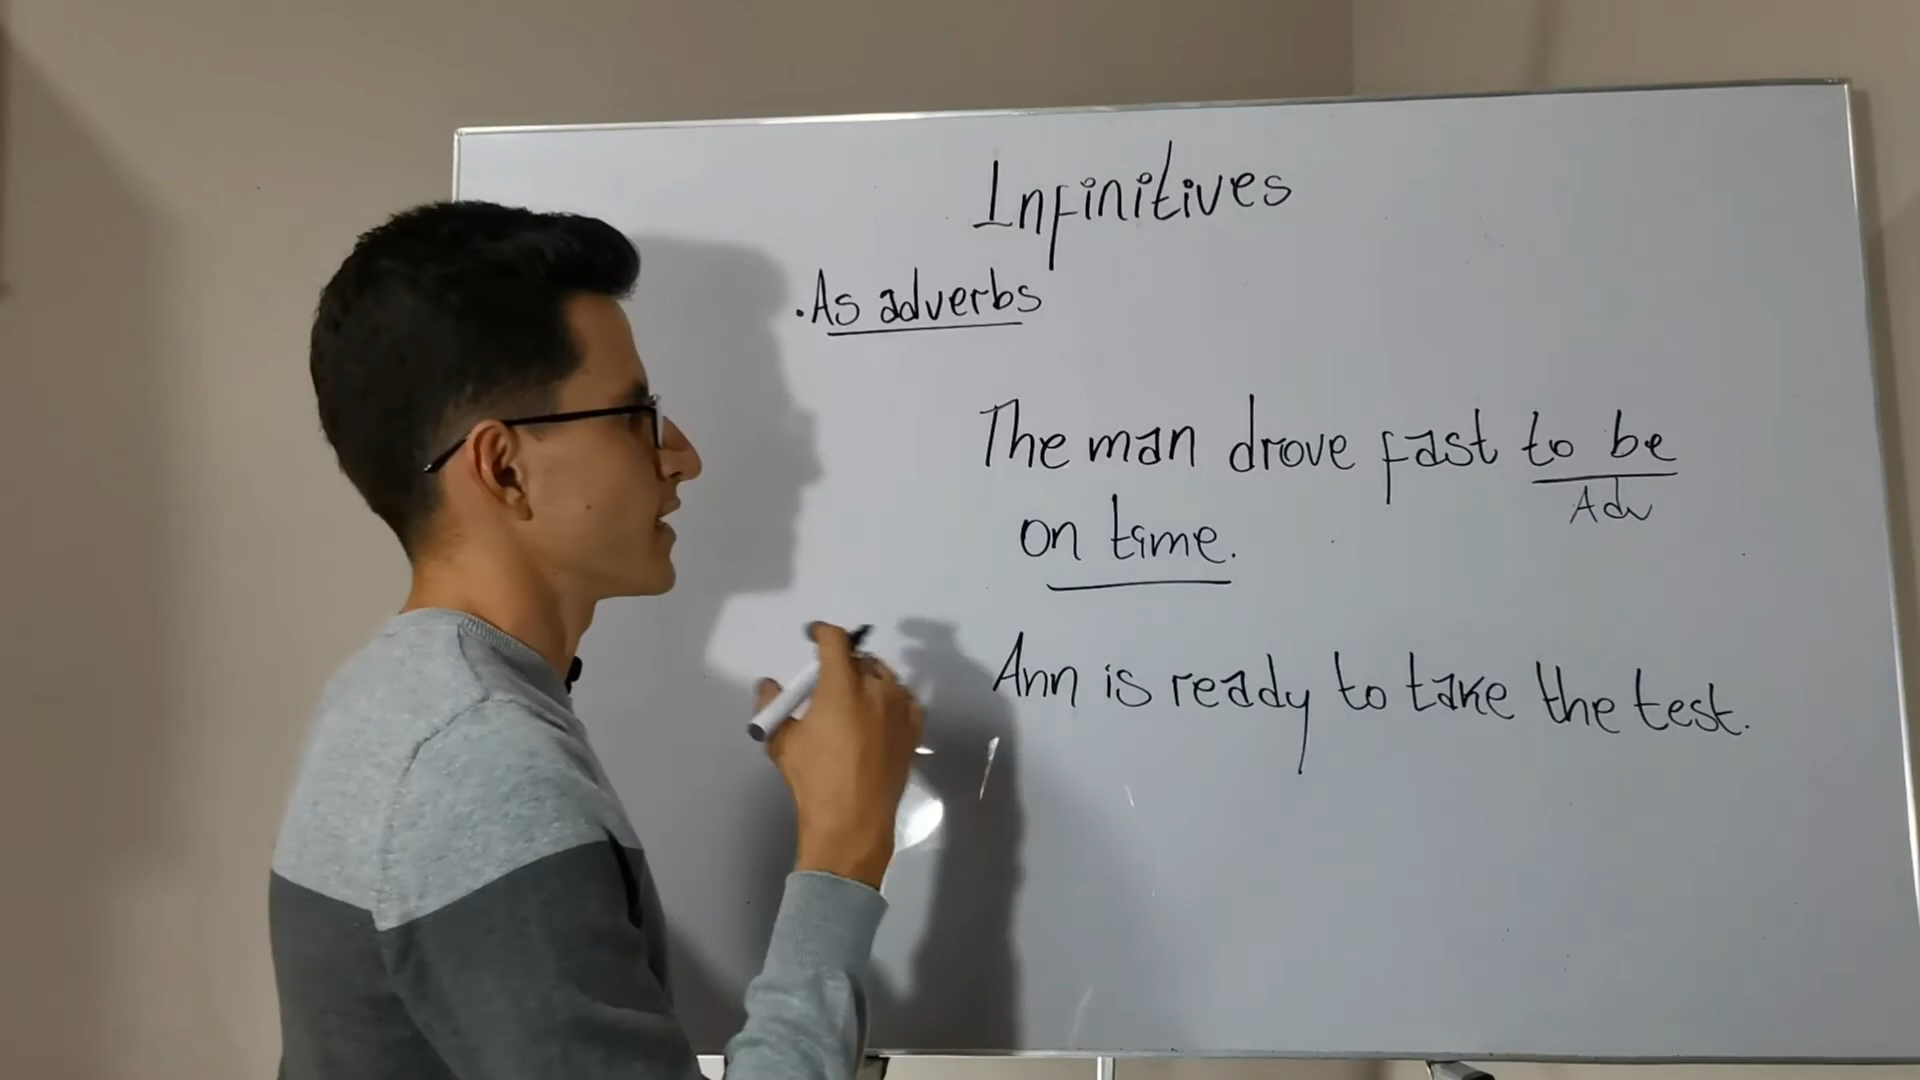 Infinitives
. As adverbs
The man drove fast to be
Adv
on time.
Ann is ready to take the test.